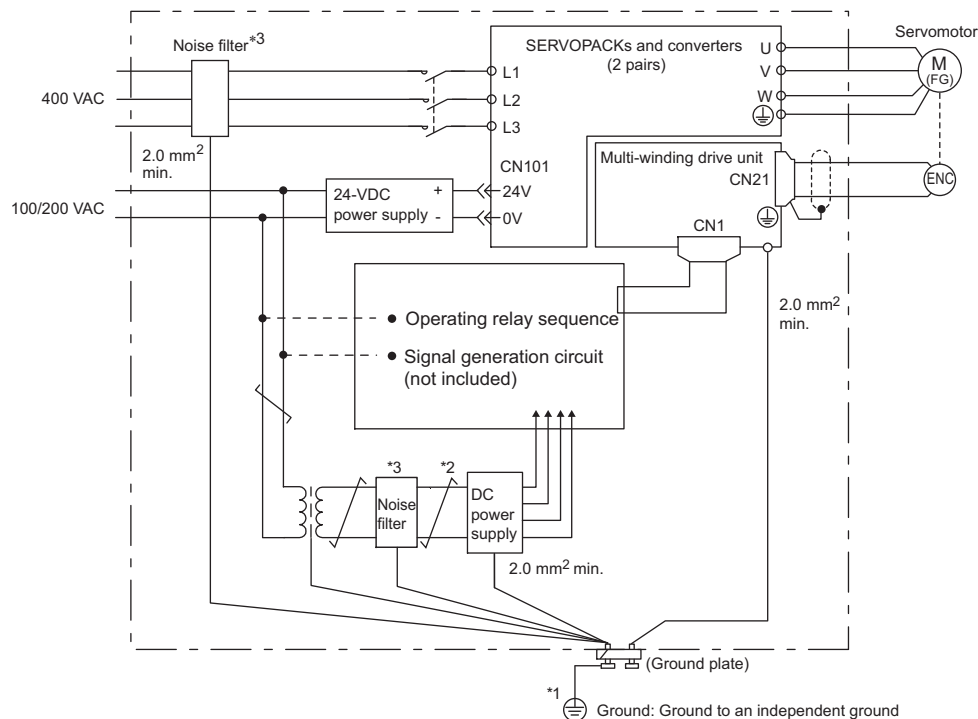 Noise filter*3
400 VAC
2.0 mm2
min.
100/200 VAC
L1
L2
L3
SERVOPACKs and converters
(2 pairs)
U
V
W
Servomotor
M
(FG)
CN101
24-VDC
power supply
+
-
24V
0V
Multi-winding drive unit
CN21
ENC
CN1
2.0 mm2
min.
● Operating relay sequence
● Signal generation circuit
(not included)
*3
*2
Noise
filter
DC
power
supply
2.0 mm2 min.
(Ground plate)
*1
Ground: Ground to an independent ground